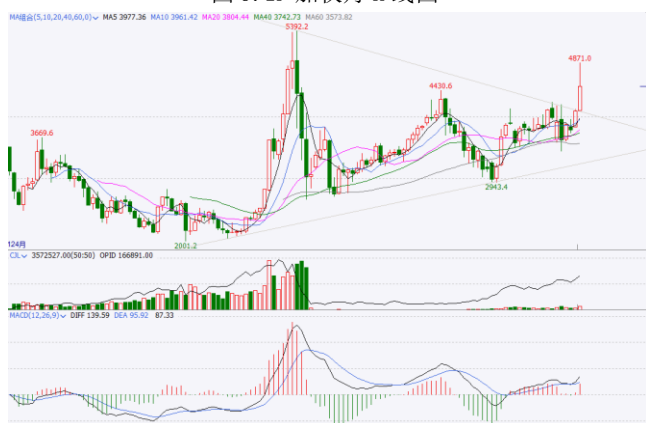 MA组合(5,10,20,40,60,0) MA5 3977.36 MA10 3961.42 MA20 3804.44 MA40 3742.73 MA60 3573.82
5392.2
4871.0
4430.6
3669.6
2943.4
2001.2
124月
CJL 3572527.00(50:50) OPID 166891.00
MACD(12,26,9) DIFF 139.59 DEA 95.92 87.33